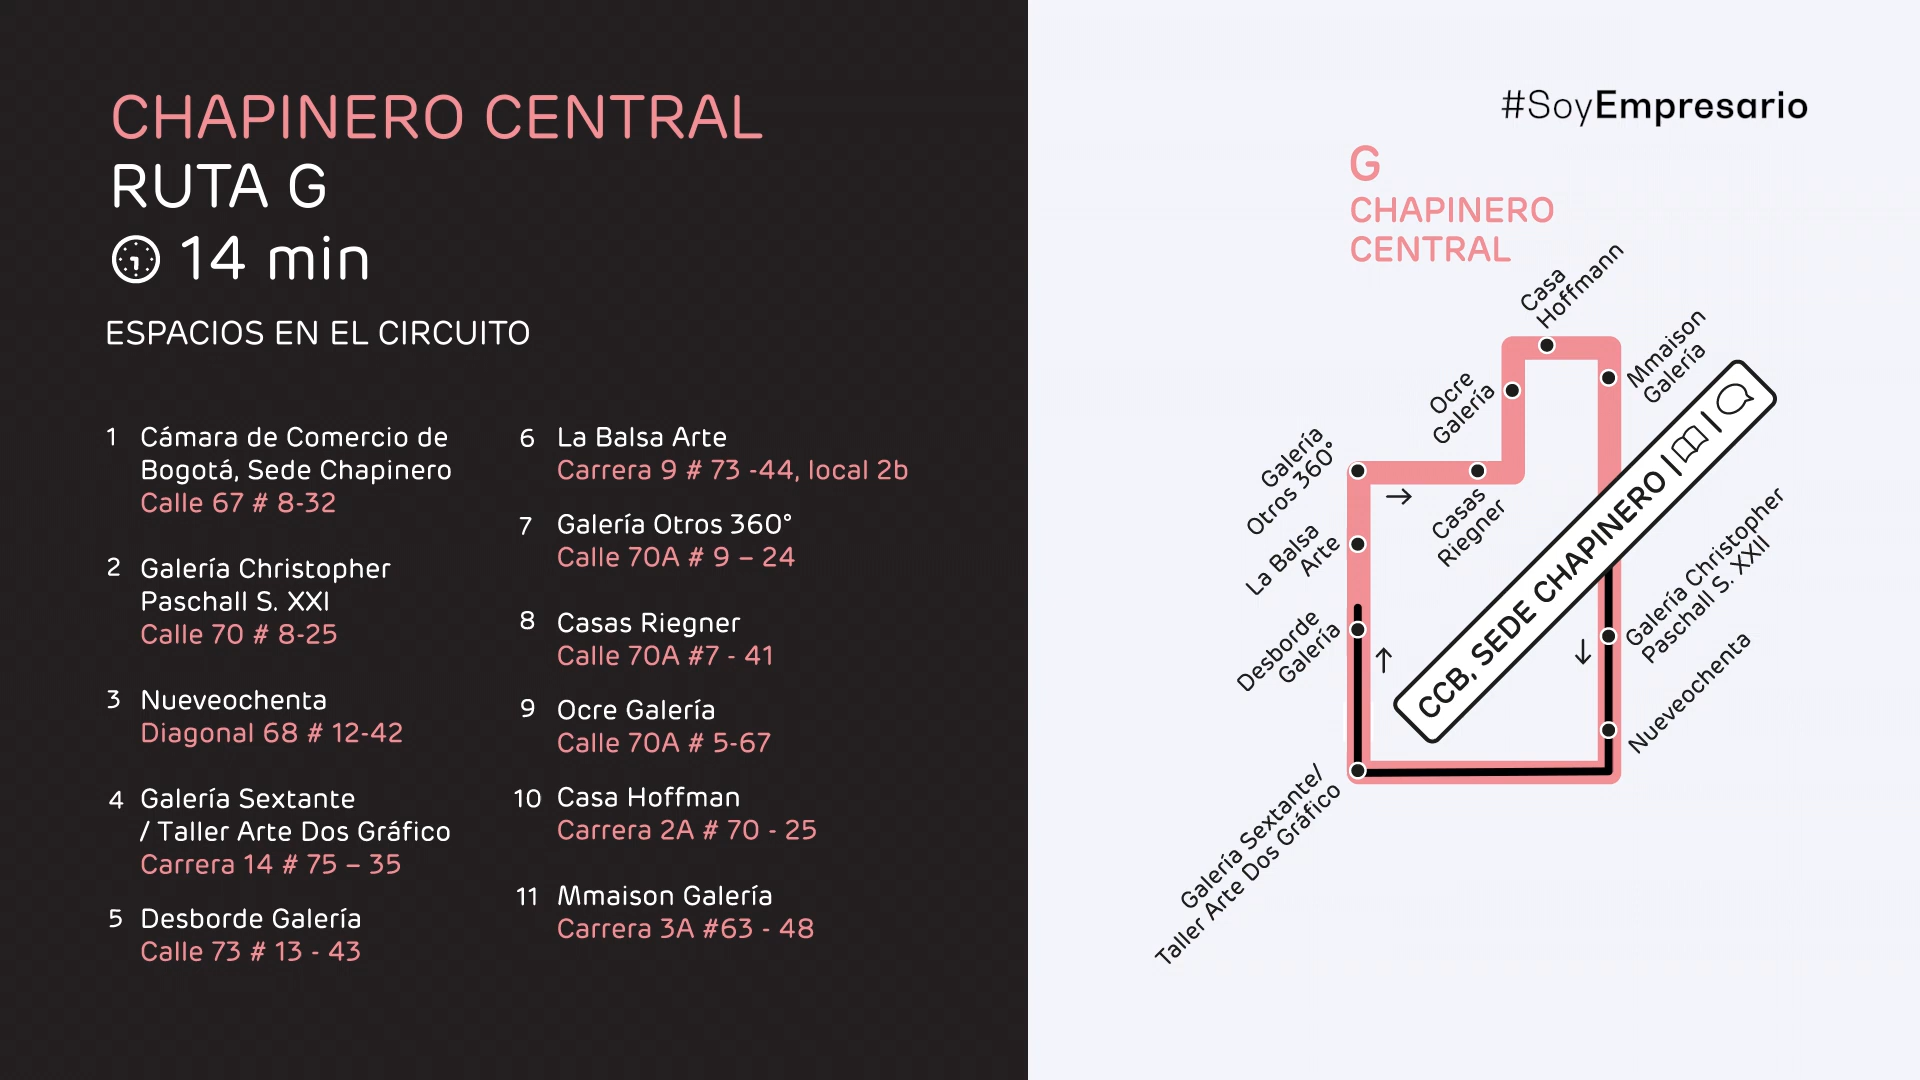 CHAPINERO CENTRAL
RUTA G
14 min
ESPACIOS EN EL CIRCUITO
1 Cámara de Comercio de
Bogotá, Sede Chapinero
Calle 67 # 8-32
2 Galería Christopher
Paschall S. XXI
Calle 70 # 8-25
3 Nueveochenta
Diagonal 68 # 12-42
4 Galería Sextante
/ Taller Arte Dos Gráfico
Carrera 14 # 75 – 35
5 Desborde Galería
Calle 73 # 13 - 43
6 La Balsa Arte
Carrera 9 # 73 -44, local 2b
7 Galería Otros 360°
Calle 70A # 9 – 24
8 Casas Riegner
Calle 70A #7 - 41
9 Ocre Galería
Calle 70A # 5-67
10 Casa Hoffman
Carrera 2A # 70 - 25
11 Mmaison Galería
Carrera 3A #63 - 48
#SoyEmpresario
G
CHAPINERO
CENTRAL
Casa
Hoffmann
Mmaison
Galería
Ocre
Galería
Galería
Otros 360°
Casas
Riegner
La Balsa
Arte
CCB, SEDE CHAPINERO
Desborde
Galería
Galería Christopher
Paschall S. XXII
Nueveochenta
Galería Sextante/
Taller Arte Dos Gráfico